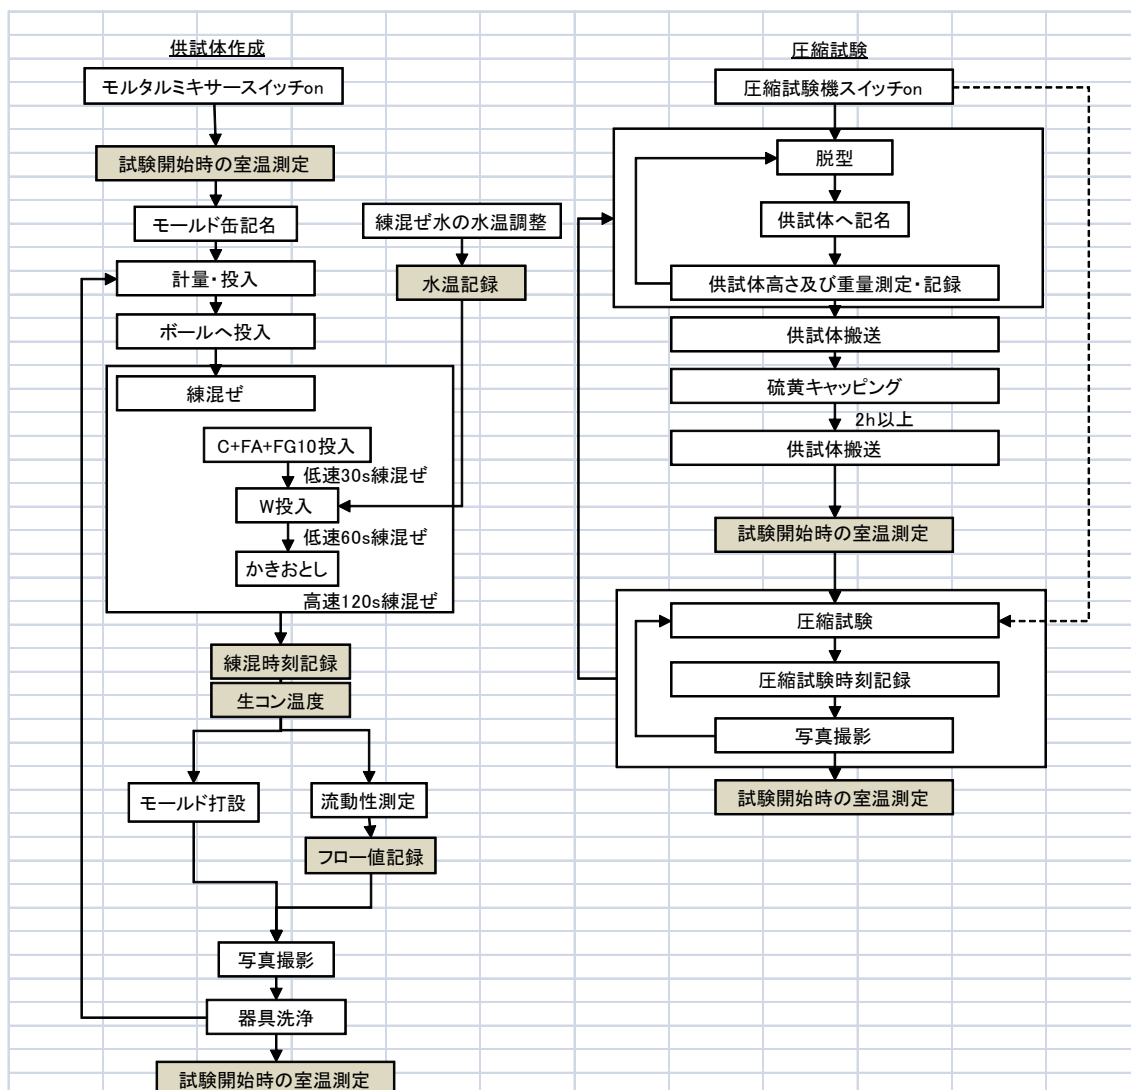 供試体作成
モルタルミキサースイッチon
試験開始時の室温測定
モールド缶記名
練混ぜ水の水温調整
計量・投入
水温記録
ボールへ投入
練混ぜ
C+FA+FG10投入
低速30s練混ぜ
W投入
低速60s練混ぜ
かきおとし
高速120s練混ぜ
練混時刻記録
生コン温度
モールド打設
流動性測定
フロー値記録
写真撮影
器具洗浄
試験開始時の室温測定
圧縮試験
圧縮試験機スイッチon
脱型
供試体へ記名
供試体高さ及び重量測定・記録
供試体搬送
硫黄キャッピング
2h以上
供試体搬送
試験開始時の室温測定
圧縮試験
圧縮試験時刻記録
写真撮影
試験開始時の室温測定